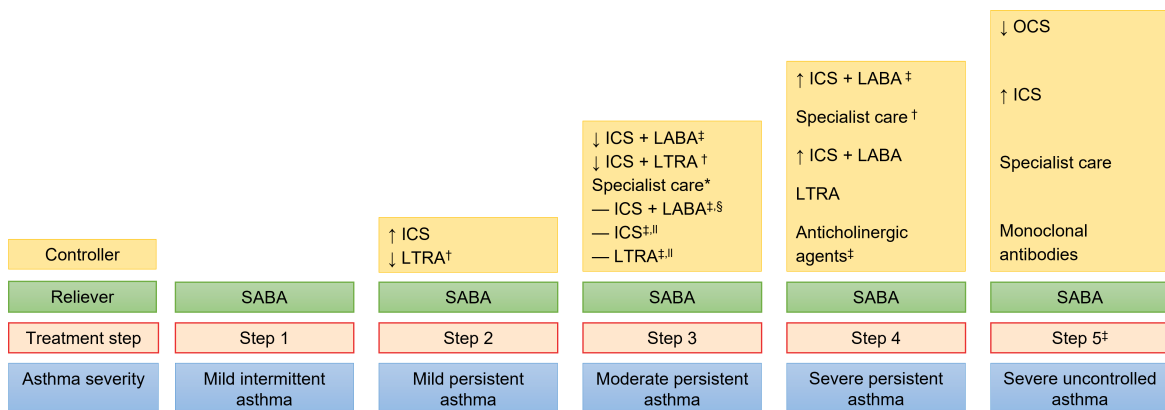 ↓ OCS
↑ ICS
Specialist care
Monoclonal
antibodies
↑ ICS + LABA ‡
Specialist care †
↑ ICS + LABA
LTRA
Anticholinergic
agents‡
↓ ICS + LABA‡
↓ ICS + LTRA †
Specialist care*
— ICS + LABA‡,§
— ICS‡,||
— LTRA‡,||
↑ ICS
↓ LTRA†
Controller
Reliever SABA SABA SABA SABA SABA
Treatment step Step 1 Step 2 Step 3 Step 4 Step 5‡
Asthma severity
Mild intermittent
asthma
Mild persistent
asthma
Moderate persistent
asthma
Severe persistent
asthma
Severe uncontrolled
asthma